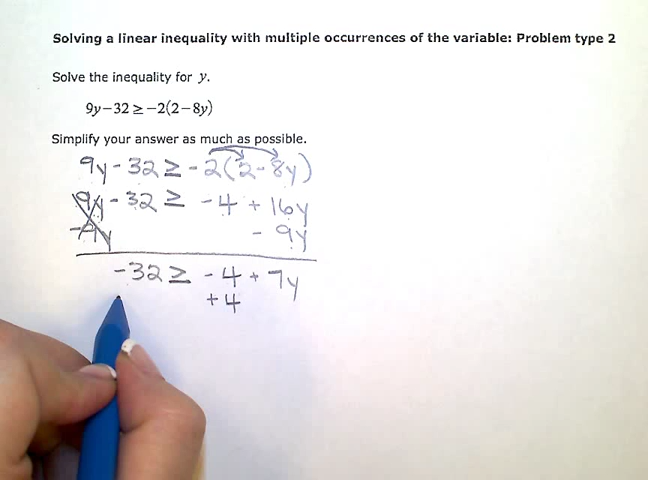 Solving a linear inequality with multiple occurrences of the variable: Problem type 2
Solve the inequality for y.
9y−32 ≥ −2(2−8y)
Simplify your answer as much as possible.
9y - 32 ≥ - 2(2 - 8y)
9y - 32 ≥ -4 + 16y
-9y - 9y
-32 ≥ -4 + 7y
+4